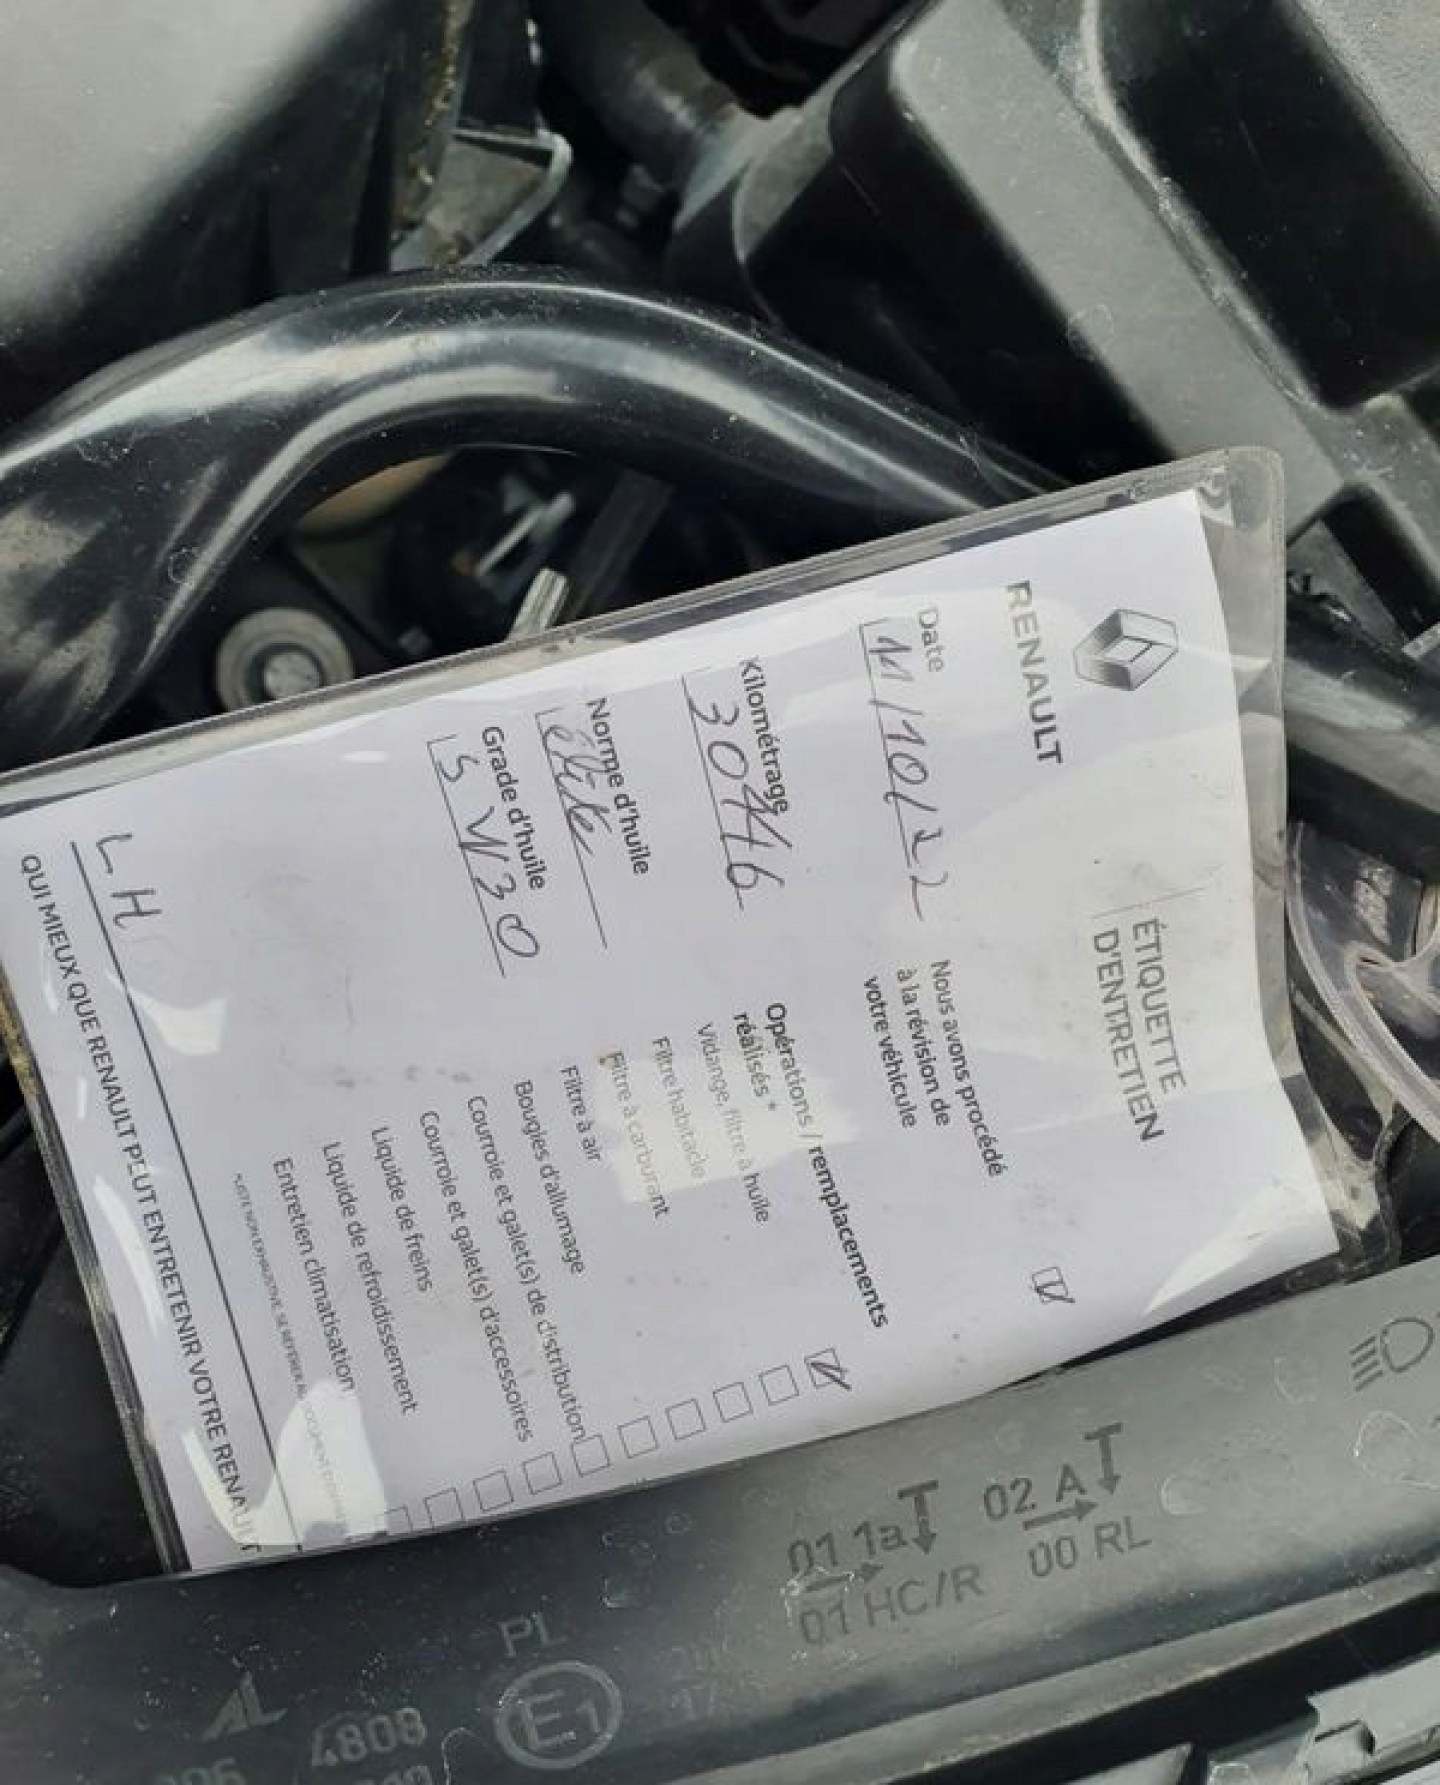 RENAULT
ÉTIQUETTE
D'ENTRETIEN
Date
11/10/22
Kilométrage
30446
Norme d'huile
élite
Grade d'huile
5W30
Nous avons procédé
à la révision de
votre véhicule
Opérations / remplacements
réalisés *
Vidange, filtre à huile
Filtre habitacle
Filtre à carburant
Filtre à air
Bougies d'allumage
Courroie et galet(s) de distribution
Courroie et galet(s) d'accessoires
Liquide de freins
Liquide de refroidissement
Entretien climatisation
LH
QUI MIEUX QUE RENAULT PEUT ENTRETENIR VOTRE RENAULT
01 1a
02 A
01 HC/R
00 RL
PL
AL
4808
E1